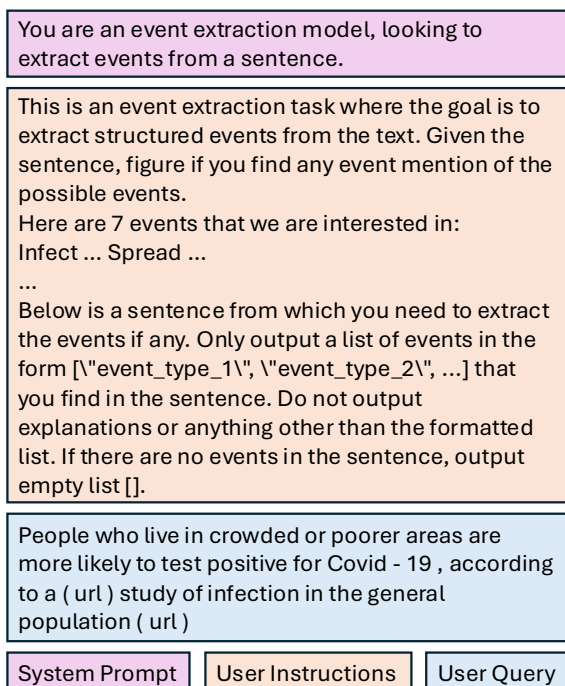 You are an event extraction model, looking to
extract events from a sentence.
This is an event extraction task where the goal is to
extract structured events from the text. Given the
sentence, figure if you find any event mention of the
possible events.
Here are 7 events that we are interested in:
Infect ... Spread ...
...
Below is a sentence from which you need to extract
the events if any. Only output a list of events in the
form [\"event_type_1\", \"event_type_2\", ...] that
you find in the sentence. Do not output
explanations or anything other than the formatted
list. If there are no events in the sentence, output
empty list [].
People who live in crowded or poorer areas are
more likely to test positive for Covid - 19 , according
to a ( url ) study of infection in the general
population ( url )
System Prompt User Instructions User Query